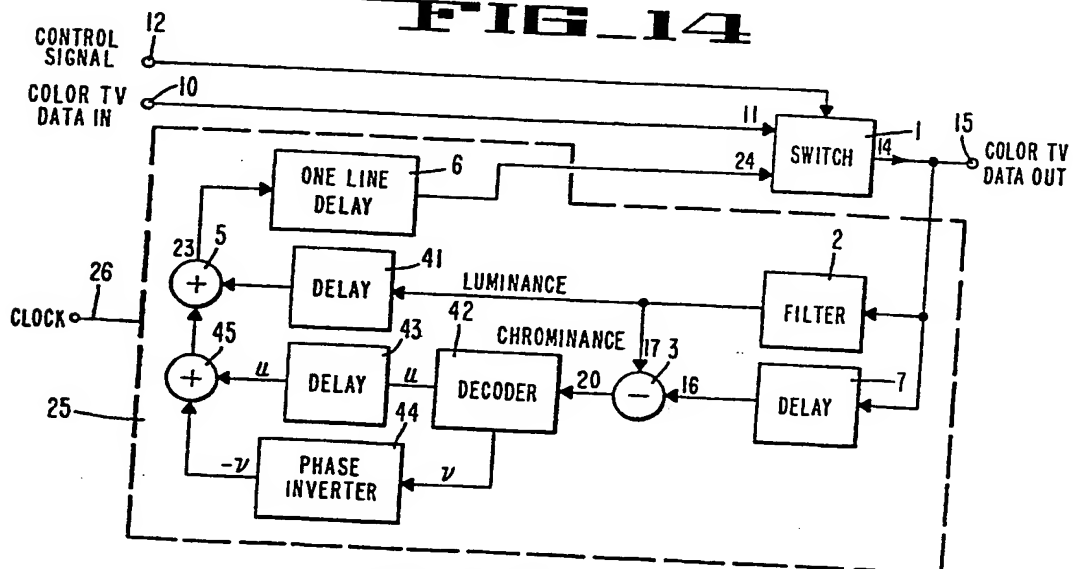 FIG_14
12
CONTROL
SIGNAL
10
COLOR TV
DATA IN
11
1
15
SWITCH
14
COLOR TV
DATA OUT
24
6
ONE LINE
DELAY
23
5
+
41
DELAY
LUMINANCE
2
FILTER
26
CLOCK
45
+
u
43
DELAY
u
42
DECODER
CHROMINANCE
17
3
20
−
16
7
DELAY
25
44
PHASE
INVERTER
-v
v